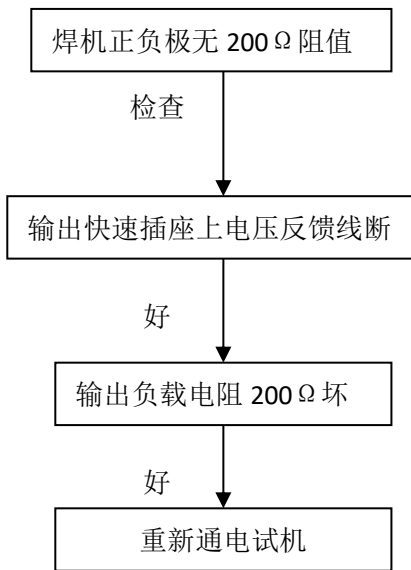 焊机正负极无 200Ω阻值
检查
输出快速插座上电压反馈线断
好
输出负载电阻 200Ω坏
好
重新通电试机